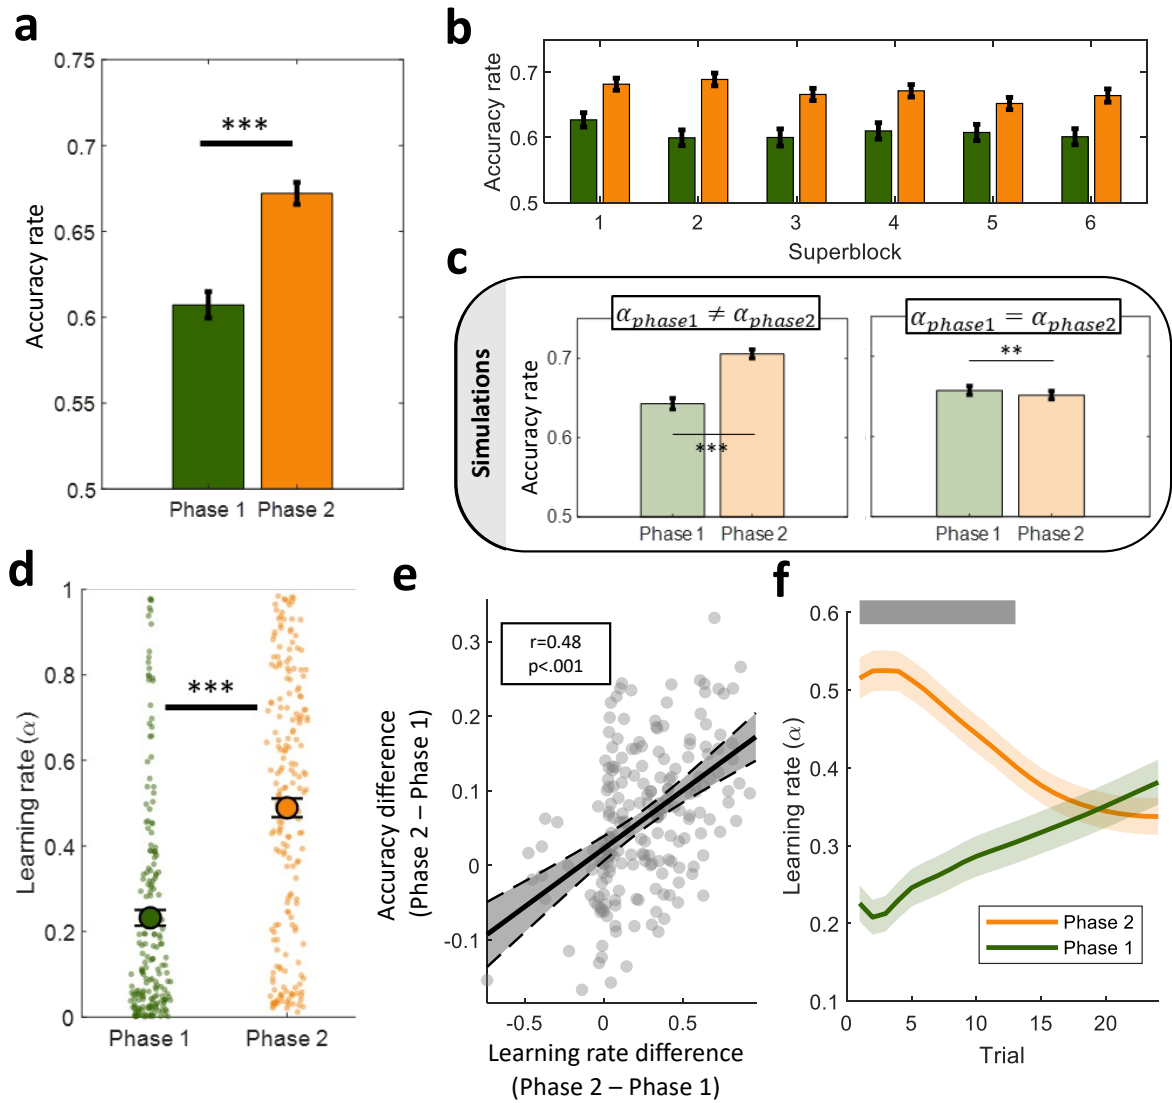 a
0.75
0.7
0.65
0.6
0.55
0.5
Accuracy rate
***
Phase 1 Phase 2
b
0.7
0.6
0.5
Accuracy rate
1 2 3 4 5 6
Superblock
c
Simulations
α_phase1 ≠ α_phase2
0.7
0.6
0.5
Accuracy rate
***
Phase 1 Phase 2
α_phase1 = α_phase2
**
Phase 1 Phase 2
d
1
0.8
0.6
0.4
0.2
0
Learning rate (α)
***
Phase 1 Phase 2
e
r=0.48
p<.001
0.3
0.2
0.1
0
-0.1
Accuracy difference
(Phase 2 – Phase 1)
-0.5 0 0.5
Learning rate difference
(Phase 2 – Phase 1)
f
0.6
0.5
0.4
0.3
0.2
0.1
Learning rate (α)
Phase 2
Phase 1
0 5 10 15 20
Trial